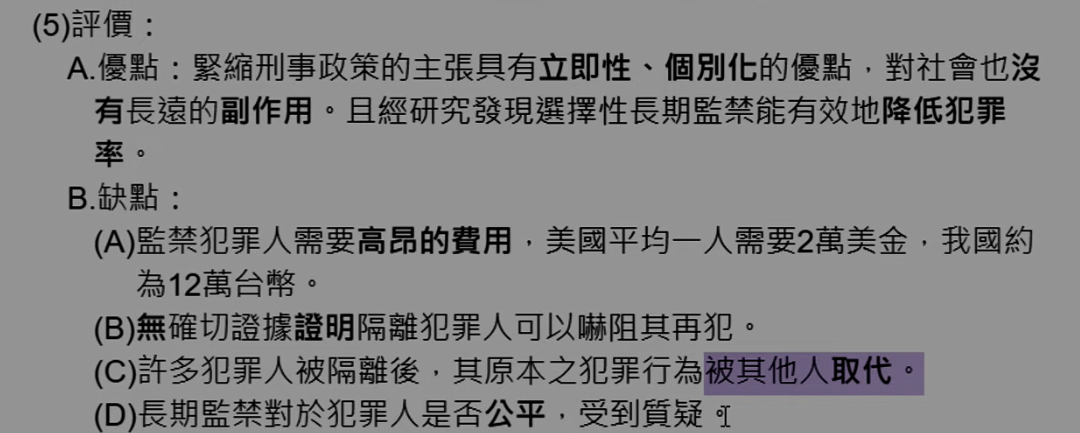 (5)評價：
A.優點：緊縮刑事政策的主張具有立即性、個別化的優點，對社會也沒
有長遠的副作用。且經研究發現選擇性長期監禁能有效地降低犯罪
率。
B.缺點：
(A)監禁犯罪人需要高昂的費用，美國平均一人需要2萬美金，我國約
為12萬台幣。
(B)無確切證據證明隔離犯罪人可以嚇阻其再犯。
(C)許多犯罪人被隔離後，其原本之犯罪行為被其他人取代。
(D)長期監禁對於犯罪人是否公平，受到質疑。